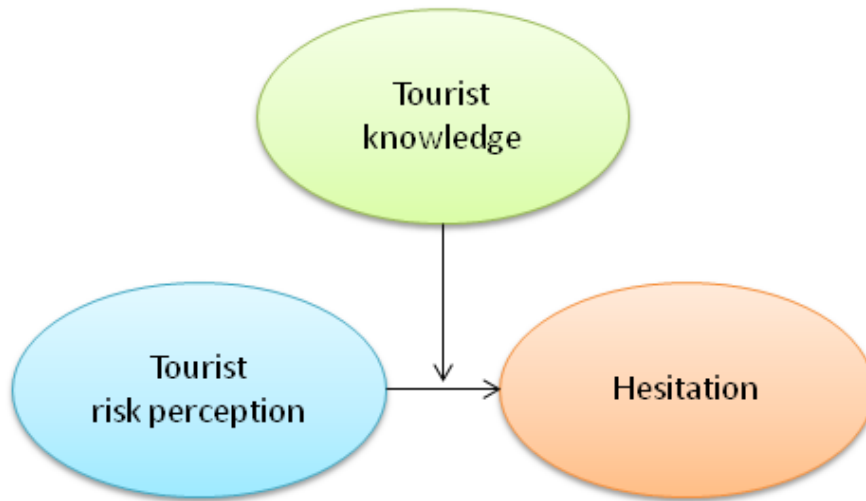 Tourist
knowledge
Tourist
risk perception
Hesitation